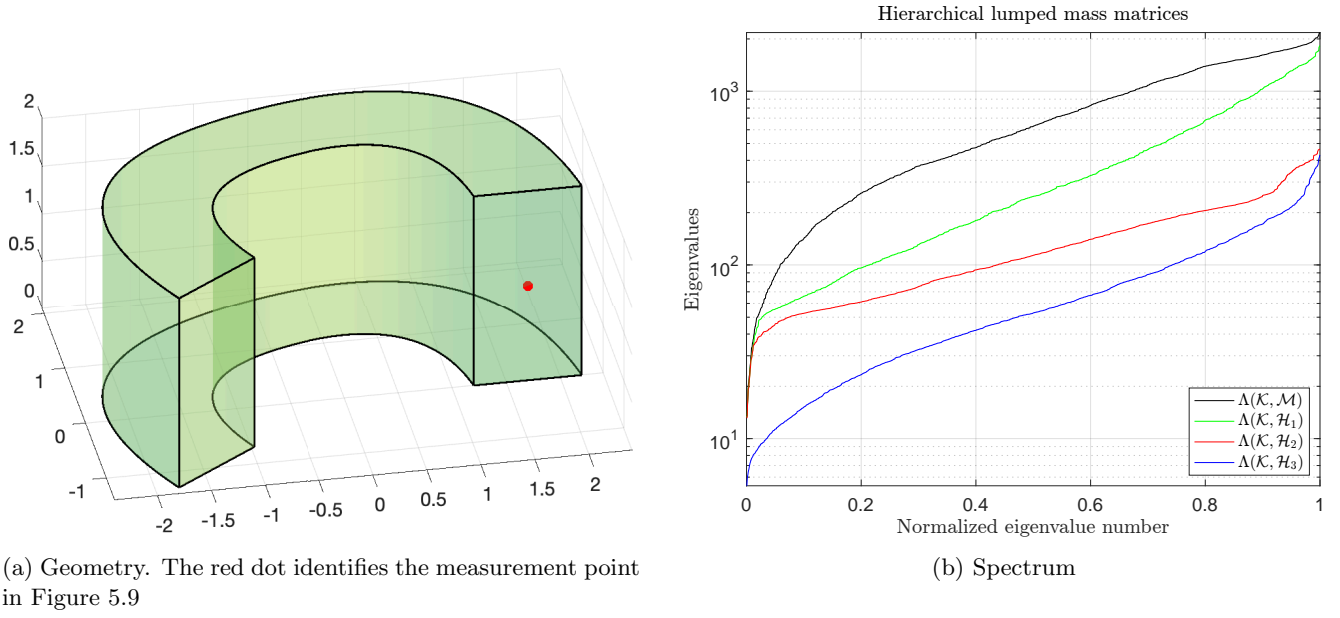 2
1.5
1
0.5
0
2
1
0
-1
-2
-1.5
-1
-0.5
0
0.5
1
1.5
2
(a) Geometry. The red dot identifies the measurement point
in Figure 5.9
Hierarchical lumped mass matrices
Eigenvalues
10³
10²
10¹
0
0.2
0.4
0.6
0.8
1
Normalized eigenvalue number
Λ(𝒦, ℳ)
Λ(𝒦, ℋ₁)
Λ(𝒦, ℋ₂)
Λ(𝒦, ℋ₃)
(b) Spectrum